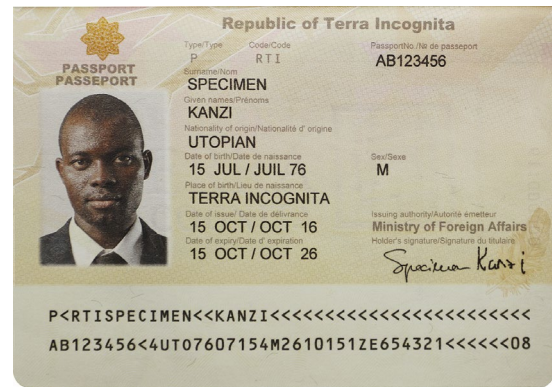 Republic of Terra Incognita
PASSPORT
PASSEPORT
Type/Type Code/Code PassportNo./№ de passeport
P RTI AB123456
Surname/Nom
SPECIMEN
Given names/Prénoms
KANZI
Nationality of origin/Nationalité d' origine
UTOPIAN
Date of birth/Date de naissance Sex/Sexe
15 JUL / JUIL 76 M
Place of birth/Lieu de naissance
TERRA INCOGNITA
Date of issue/ Date de délivrance Issuing authority/Autorité émetteur
15 OCT / OCT 16 Ministry of Foreign Affairs
Date of expiry/Date d' expiration Holder's signature/Signature du titulaire
15 OCT / OCT 26 Specimen Kanzi
P<RTISPECIMEN<<KANZI<<<<<<<<<<<<<<<<<<<<<<<<
AB123456<4UTO7607154M2610151ZE654321<<<<<<08